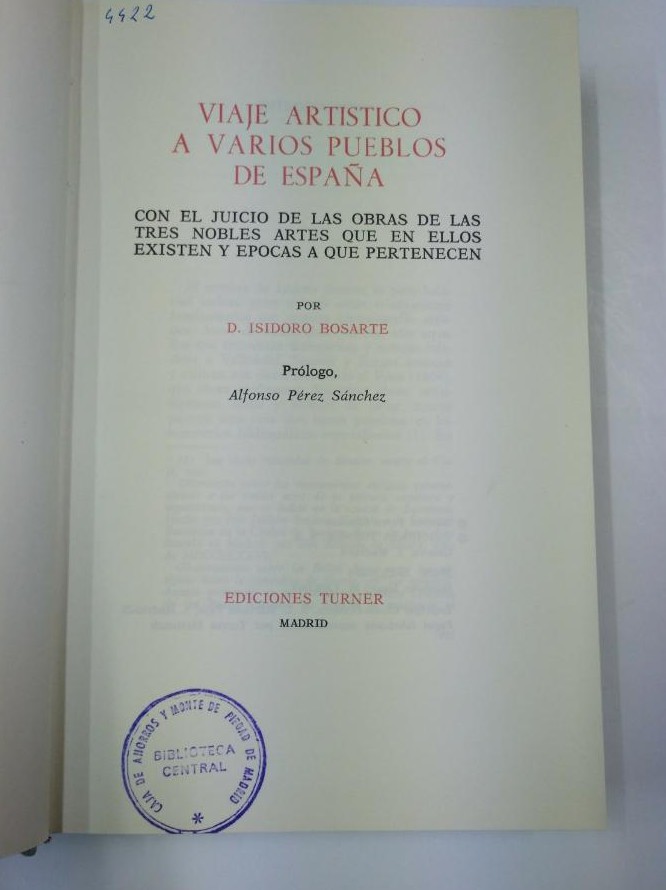 4422
VIAJE ARTISTICO
A VARIOS PUEBLOS
DE ESPAÑA
CON EL JUICIO DE LAS OBRAS DE LAS
TRES NOBLES ARTES QUE EN ELLOS
EXISTEN Y EPOCAS A QUE PERTENECEN
POR
D. ISIDORO BOSARTE
Prólogo,
Alfonso Pérez Sánchez
EDICIONES TURNER
MADRID
CAJA DE AHORROS Y MONTE DE PIEDAD DE MADRID
BIBLIOTECA
CENTRAL
*